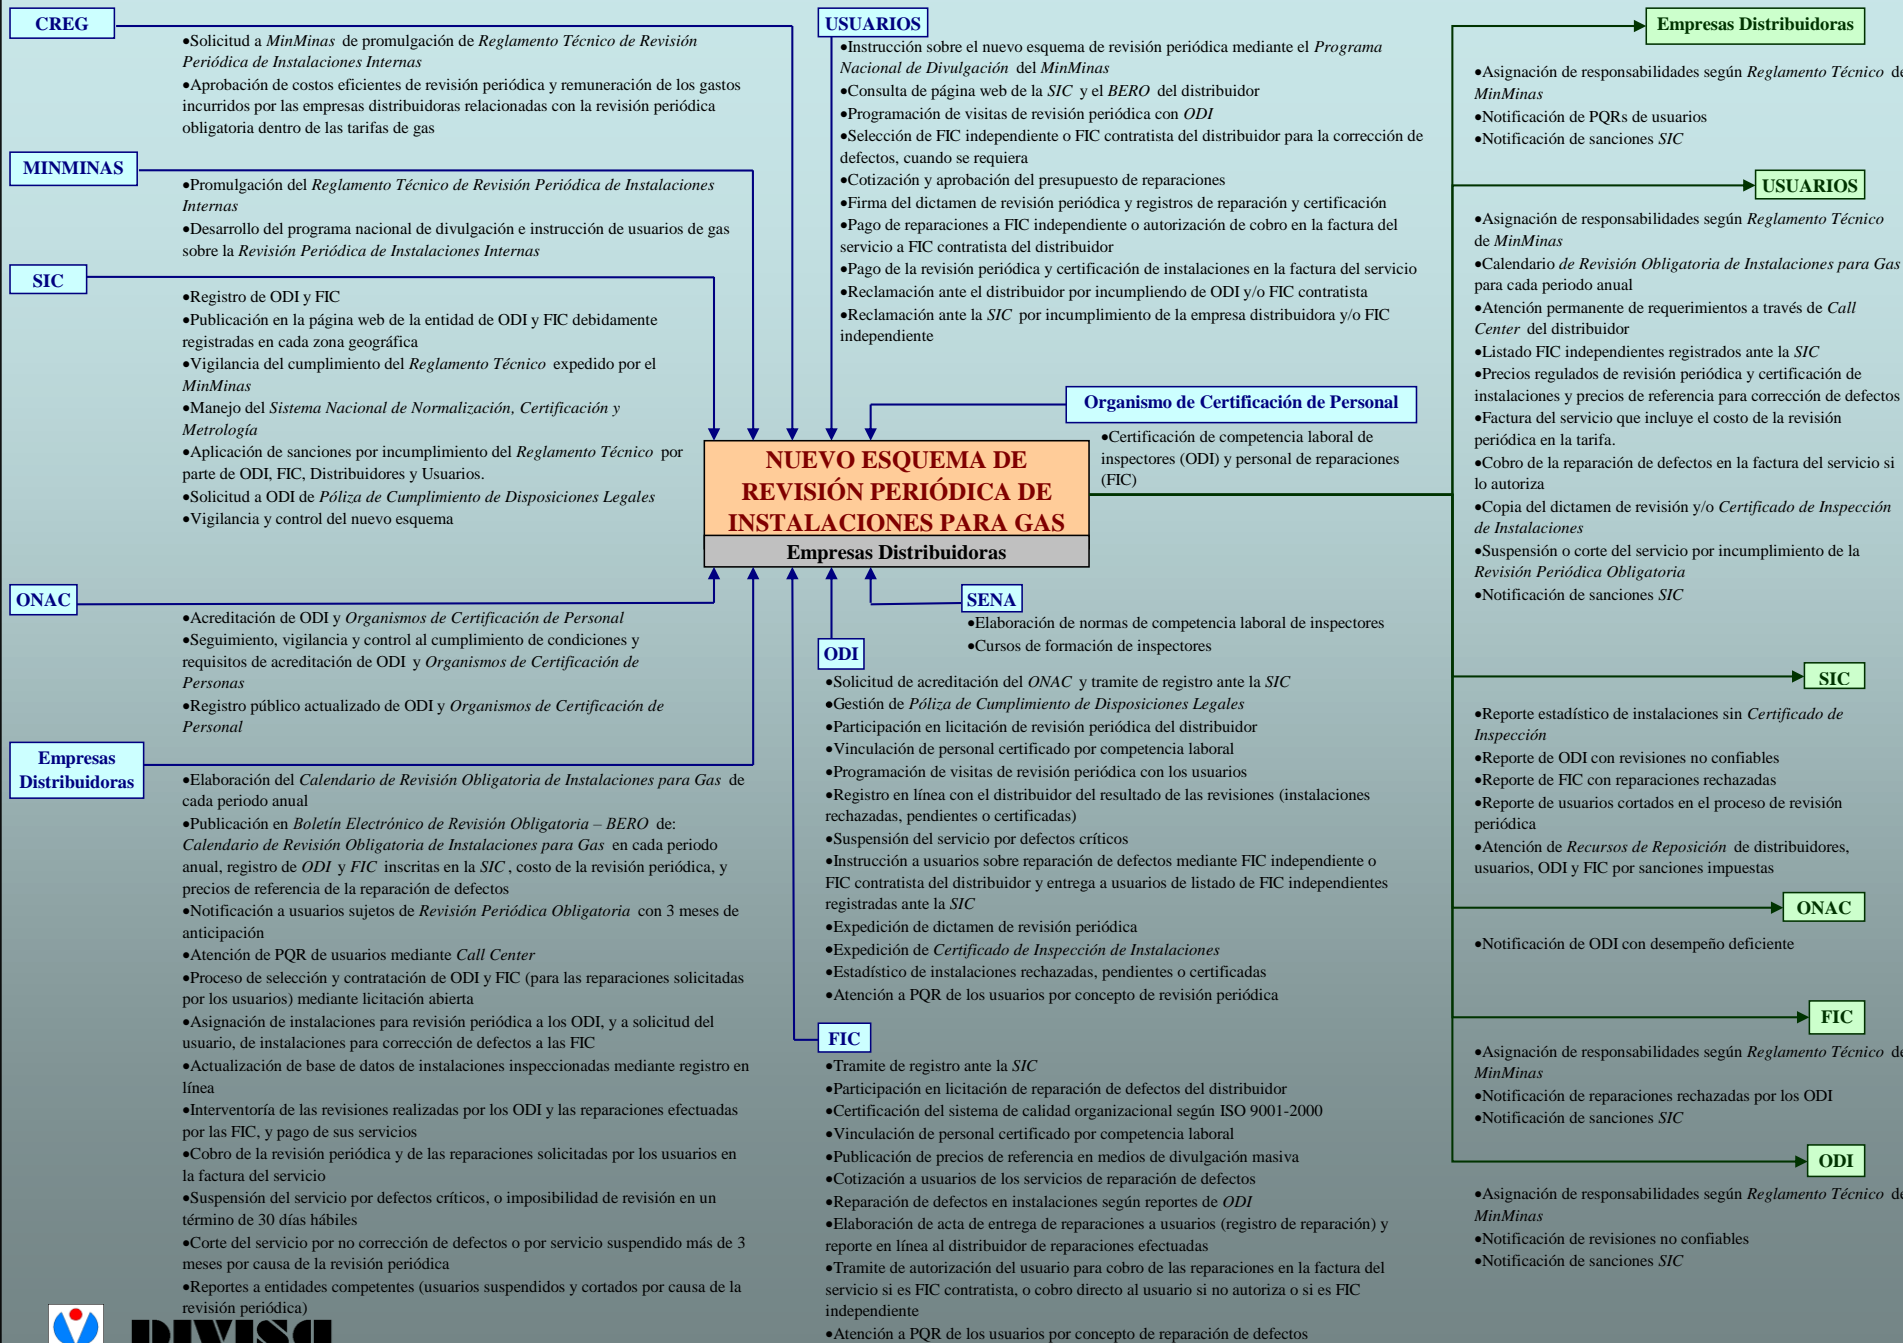 CREG
•Solicitud a MinMinas de promulgación de Reglamento Técnico de Revisión
Periódica de Instalaciones Internas
•Aprobación de costos eficientes de revisión periódica y remuneración de los gastos
incurridos por las empresas distribuidoras relacionadas con la revisión periódica
obligatoria dentro de las tarifas de gas
MINMINAS
•Promulgación del Reglamento Técnico de Revisión Periódica de Instalaciones
Internas
•Desarrollo del programa nacional de divulgación e instrucción de usuarios de gas
sobre la Revisión Periódica de Instalaciones Internas
SIC
•Registro de ODI y FIC
•Publicación en la página web de la entidad de ODI y FIC debidamente
registradas en cada zona geográfica
•Vigilancia del cumplimiento del Reglamento Técnico expedido por el
MinMinas
•Manejo del Sistema Nacional de Normalización, Certificación y
Metrología
•Aplicación de sanciones por incumplimiento del Reglamento Técnico por
parte de ODI, FIC, Distribuidores y Usuarios.
•Solicitud a ODI de Póliza de Cumplimiento de Disposiciones Legales
•Vigilancia y control del nuevo esquema
ONAC
•Acreditación de ODI y Organismos de Certificación de Personal
•Seguimiento, vigilancia y control al cumplimiento de condiciones y
requisitos de acreditación de ODI y Organismos de Certificación de
Personas
•Registro público actualizado de ODI y Organismos de Certificación de
Personal
Empresas
Distribuidoras
•Elaboración del Calendario de Revisión Obligatoria de Instalaciones para Gas de
cada periodo anual
•Publicación en Boletín Electrónico de Revisión Obligatoria – BERO de:
Calendario de Revisión Obligatoria de Instalaciones para Gas en cada periodo
anual, registro de ODI y FIC inscritas en la SIC, costo de la revisión periódica, y
precios de referencia de la reparación de defectos
•Notificación a usuarios sujetos de Revisión Periódica Obligatoria con 3 meses de
anticipación
•Atención de PQR de usuarios mediante Call Center
•Proceso de selección y contratación de ODI y FIC (para las reparaciones solicitadas
por los usuarios) mediante licitación abierta
•Asignación de instalaciones para revisión periódica a los ODI, y a solicitud del
usuario, de instalaciones para corrección de defectos a las FIC
•Actualización de base de datos de instalaciones inspeccionadas mediante registro en
línea
•Interventoría de las revisiones realizadas por los ODI y las reparaciones efectuadas
por las FIC, y pago de sus servicios
•Cobro de la revisión periódica y de las reparaciones solicitadas por los usuarios en
la factura del servicio
•Suspensión del servicio por defectos críticos, o imposibilidad de revisión en un
término de 30 días hábiles
•Corte del servicio por no corrección de defectos o por servicio suspendido más de 3
meses por causa de la revisión periódica
•Reportes a entidades competentes (usuarios suspendidos y cortados por causa de la
revisión periódica)
DIVISA
USUARIOS
•Instrucción sobre el nuevo esquema de revisión periódica mediante el Programa
Nacional de Divulgación del MinMinas
•Consulta de página web de la SIC y el BERO del distribuidor
•Programación de visitas de revisión periódica con ODI
•Selección de FIC independiente o FIC contratista del distribuidor para la corrección de
defectos, cuando se requiera
•Cotización y aprobación del presupuesto de reparaciones
•Firma del dictamen de revisión periódica y registros de reparación y certificación
•Pago de reparaciones a FIC independiente o autorización de cobro en la factura del
servicio a FIC contratista del distribuidor
•Pago de la revisión periódica y certificación de instalaciones en la factura del servicio
•Reclamación ante el distribuidor por incumpliendo de ODI y/o FIC contratista
•Reclamación ante la SIC por incumplimiento de la empresa distribuidora y/o FIC
independiente
Organismo de Certificación de Personal
•Certificación de competencia laboral de
inspectores (ODI) y personal de reparaciones
(FIC)
NUEVO ESQUEMA DE
REVISIÓN PERIÓDICA DE
INSTALACIONES PARA GAS
Empresas Distribuidoras
SENA
•Elaboración de normas de competencia laboral de inspectores
•Cursos de formación de inspectores
ODI
•Solicitud de acreditación del ONAC y tramite de registro ante la SIC
•Gestión de Póliza de Cumplimiento de Disposiciones Legales
•Participación en licitación de revisión periódica del distribuidor
•Vinculación de personal certificado por competencia laboral
•Programación de visitas de revisión periódica con los usuarios
•Registro en línea con el distribuidor del resultado de las revisiones (instalaciones
rechazadas, pendientes o certificadas)
•Suspensión del servicio por defectos críticos
•Instrucción a usuarios sobre reparación de defectos mediante FIC independiente o
FIC contratista del distribuidor y entrega a usuarios de listado de FIC independientes
registradas ante la SIC
•Expedición de dictamen de revisión periódica
•Expedición de Certificado de Inspección de Instalaciones
•Estadístico de instalaciones rechazadas, pendientes o certificadas
•Atención a PQR de los usuarios por concepto de revisión periódica
FIC
•Tramite de registro ante la SIC
•Participación en licitación de reparación de defectos del distribuidor
•Certificación del sistema de calidad organizacional según ISO 9001-2000
•Vinculación de personal certificado por competencia laboral
•Publicación de precios de referencia en medios de divulgación masiva
•Cotización a usuarios de los servicios de reparación de defectos
•Reparación de defectos en instalaciones según reportes de ODI
•Elaboración de acta de entrega de reparaciones a usuarios (registro de reparación) y
reporte en línea al distribuidor de reparaciones efectuadas
•Tramite de autorización del usuario para cobro de las reparaciones en la factura del
servicio si es FIC contratista, o cobro directo al usuario si no autoriza o si es FIC
independiente
•Atención a PQR de los usuarios por concepto de reparación de defectos
Empresas Distribuidoras
•Asignación de responsabilidades según Reglamento Técnico de
MinMinas
•Notificación de PQRs de usuarios
•Notificación de sanciones SIC
USUARIOS
•Asignación de responsabilidades según Reglamento Técnico
de MinMinas
•Calendario de Revisión Obligatoria de Instalaciones para Gas
para cada periodo anual
•Atención permanente de requerimientos a través de Call
Center del distribuidor
•Listado FIC independientes registrados ante la SIC
•Precios regulados de revisión periódica y certificación de
instalaciones y precios de referencia para corrección de defectos
•Factura del servicio que incluye el costo de la revisión
periódica en la tarifa.
•Cobro de la reparación de defectos en la factura del servicio si
lo autoriza
•Copia del dictamen de revisión y/o Certificado de Inspección
de Instalaciones
•Suspensión o corte del servicio por incumplimiento de la
Revisión Periódica Obligatoria
•Notificación de sanciones SIC
SIC
•Reporte estadístico de instalaciones sin Certificado de
Inspección
•Reporte de ODI con revisiones no confiables
•Reporte de FIC con reparaciones rechazadas
•Reporte de usuarios cortados en el proceso de revisión
periódica
•Atención de Recursos de Reposición de distribuidores,
usuarios, ODI y FIC por sanciones impuestas
ONAC
•Notificación de ODI con desempeño deficiente
FIC
•Asignación de responsabilidades según Reglamento Técnico de
MinMinas
•Notificación de reparaciones rechazadas por los ODI
•Notificación de sanciones SIC
ODI
•Asignación de responsabilidades según Reglamento Técnico de
MinMinas
•Notificación de revisiones no confiables
•Notificación de sanciones SIC